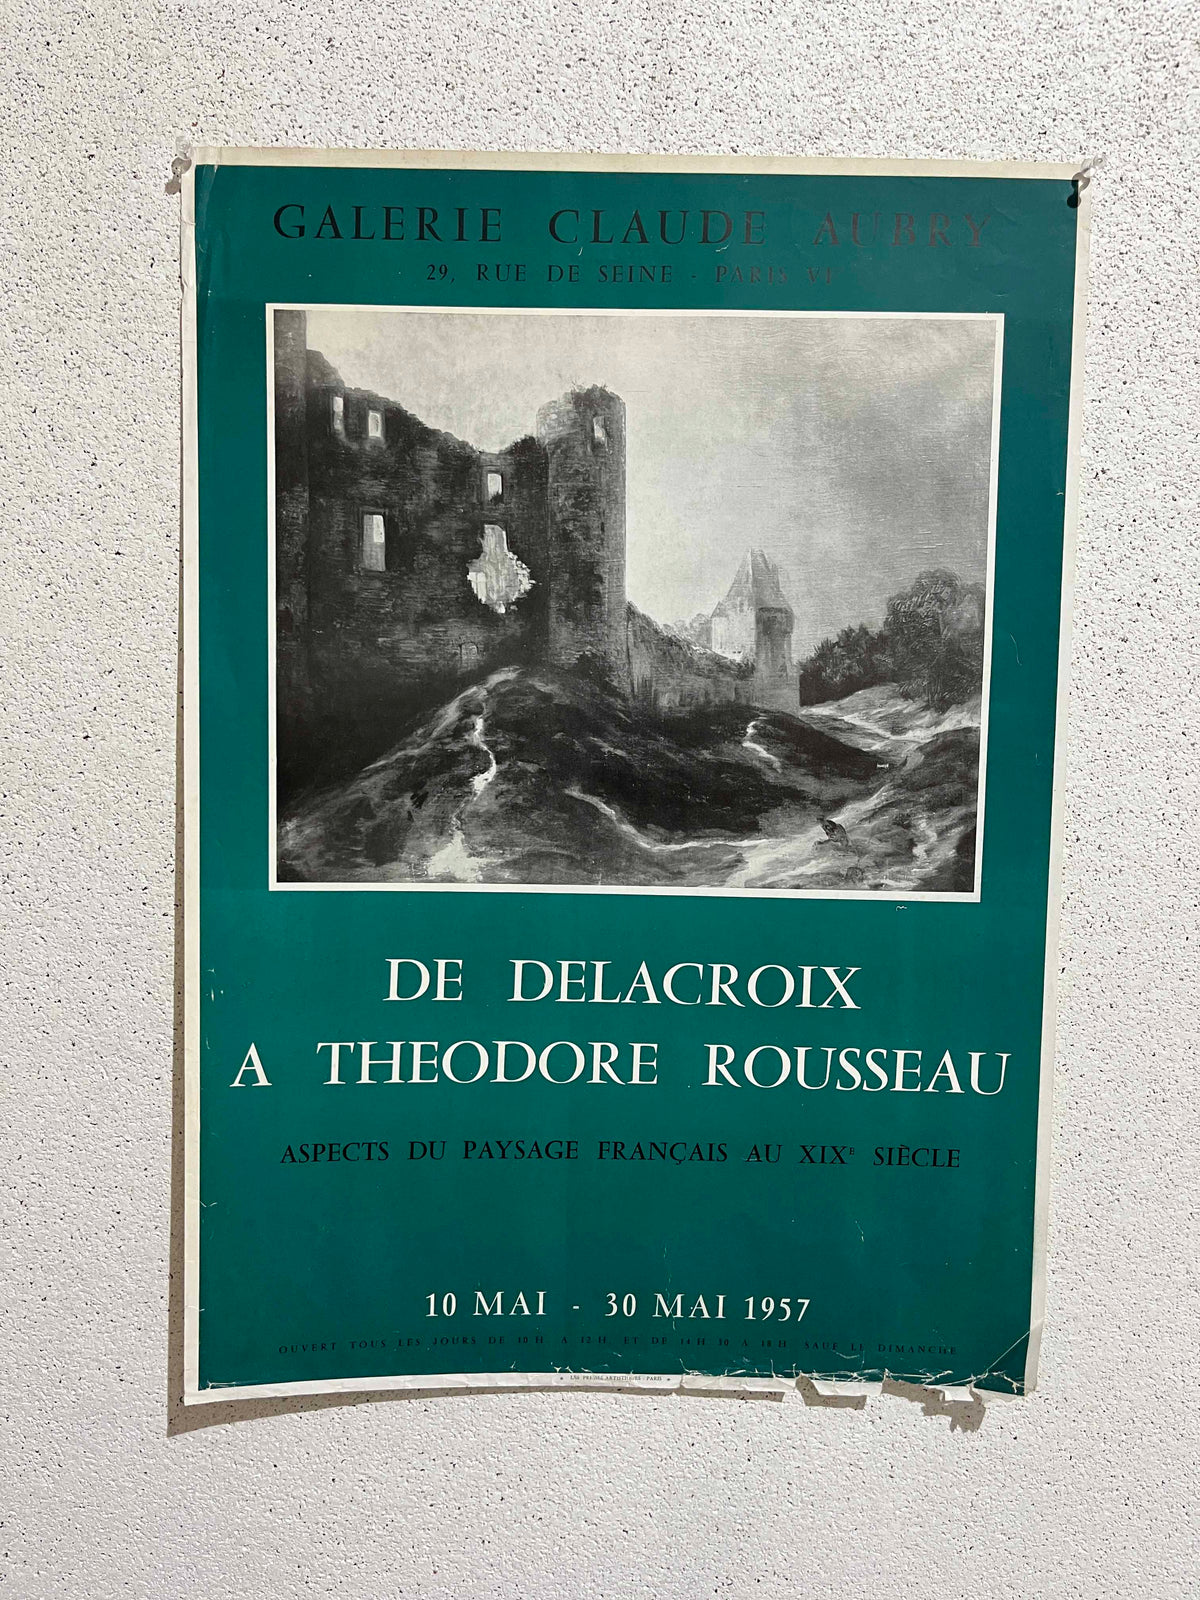 GALERIE CLAUDE AUBRY
29, RUE DE SEINE - PARIS VI
DE DELACROIX
A THEODORE ROUSSEAU
ASPECTS DU PAYSAGE FRANÇAIS AU XIXE SIÈCLE
10 MAI - 30 MAI 1957
OUVERT TOUS LES JOURS DE 10 H. A 12 H. ET DE 14 H 30 A 18 H. SAUF LE DIMANCHE
PARIS